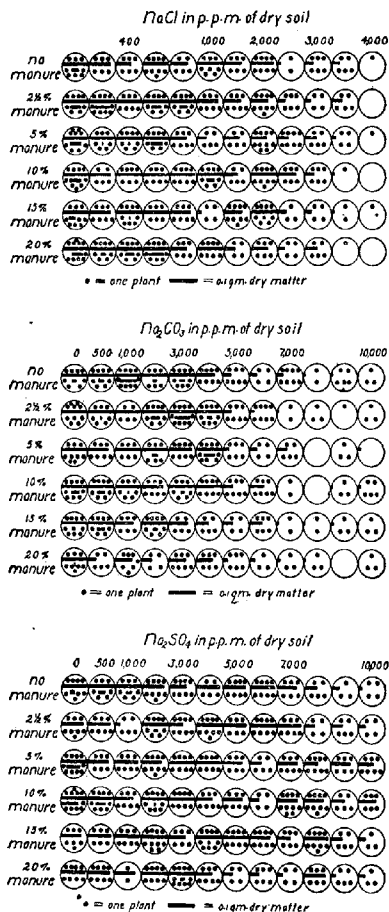 NaCl in p.p.m. of dry soil
400 1,000 2,000 3,000 4,000
no manure
2½% manure
5% manure
10% manure
15% manure
20% manure
• = one plant ▬ = 0.1 gm. dry matter
Na₂CO₃ in p.p.m. of dry soil
0 500 1,000 3,000 5,000 7,000 10,000
no manure
2½% manure
5% manure
10% manure
15% manure
20% manure
• = one plant ▬ = 0.1 gm. dry matter
Na₂SO₄ in p.p.m. of dry soil
0 500 1,000 3,000 5,000 7,000 10,000
no manure
2½% manure
5% manure
10% manure
15% manure
20% manure
• = one plant ▬ = 0.1 gm. dry matter